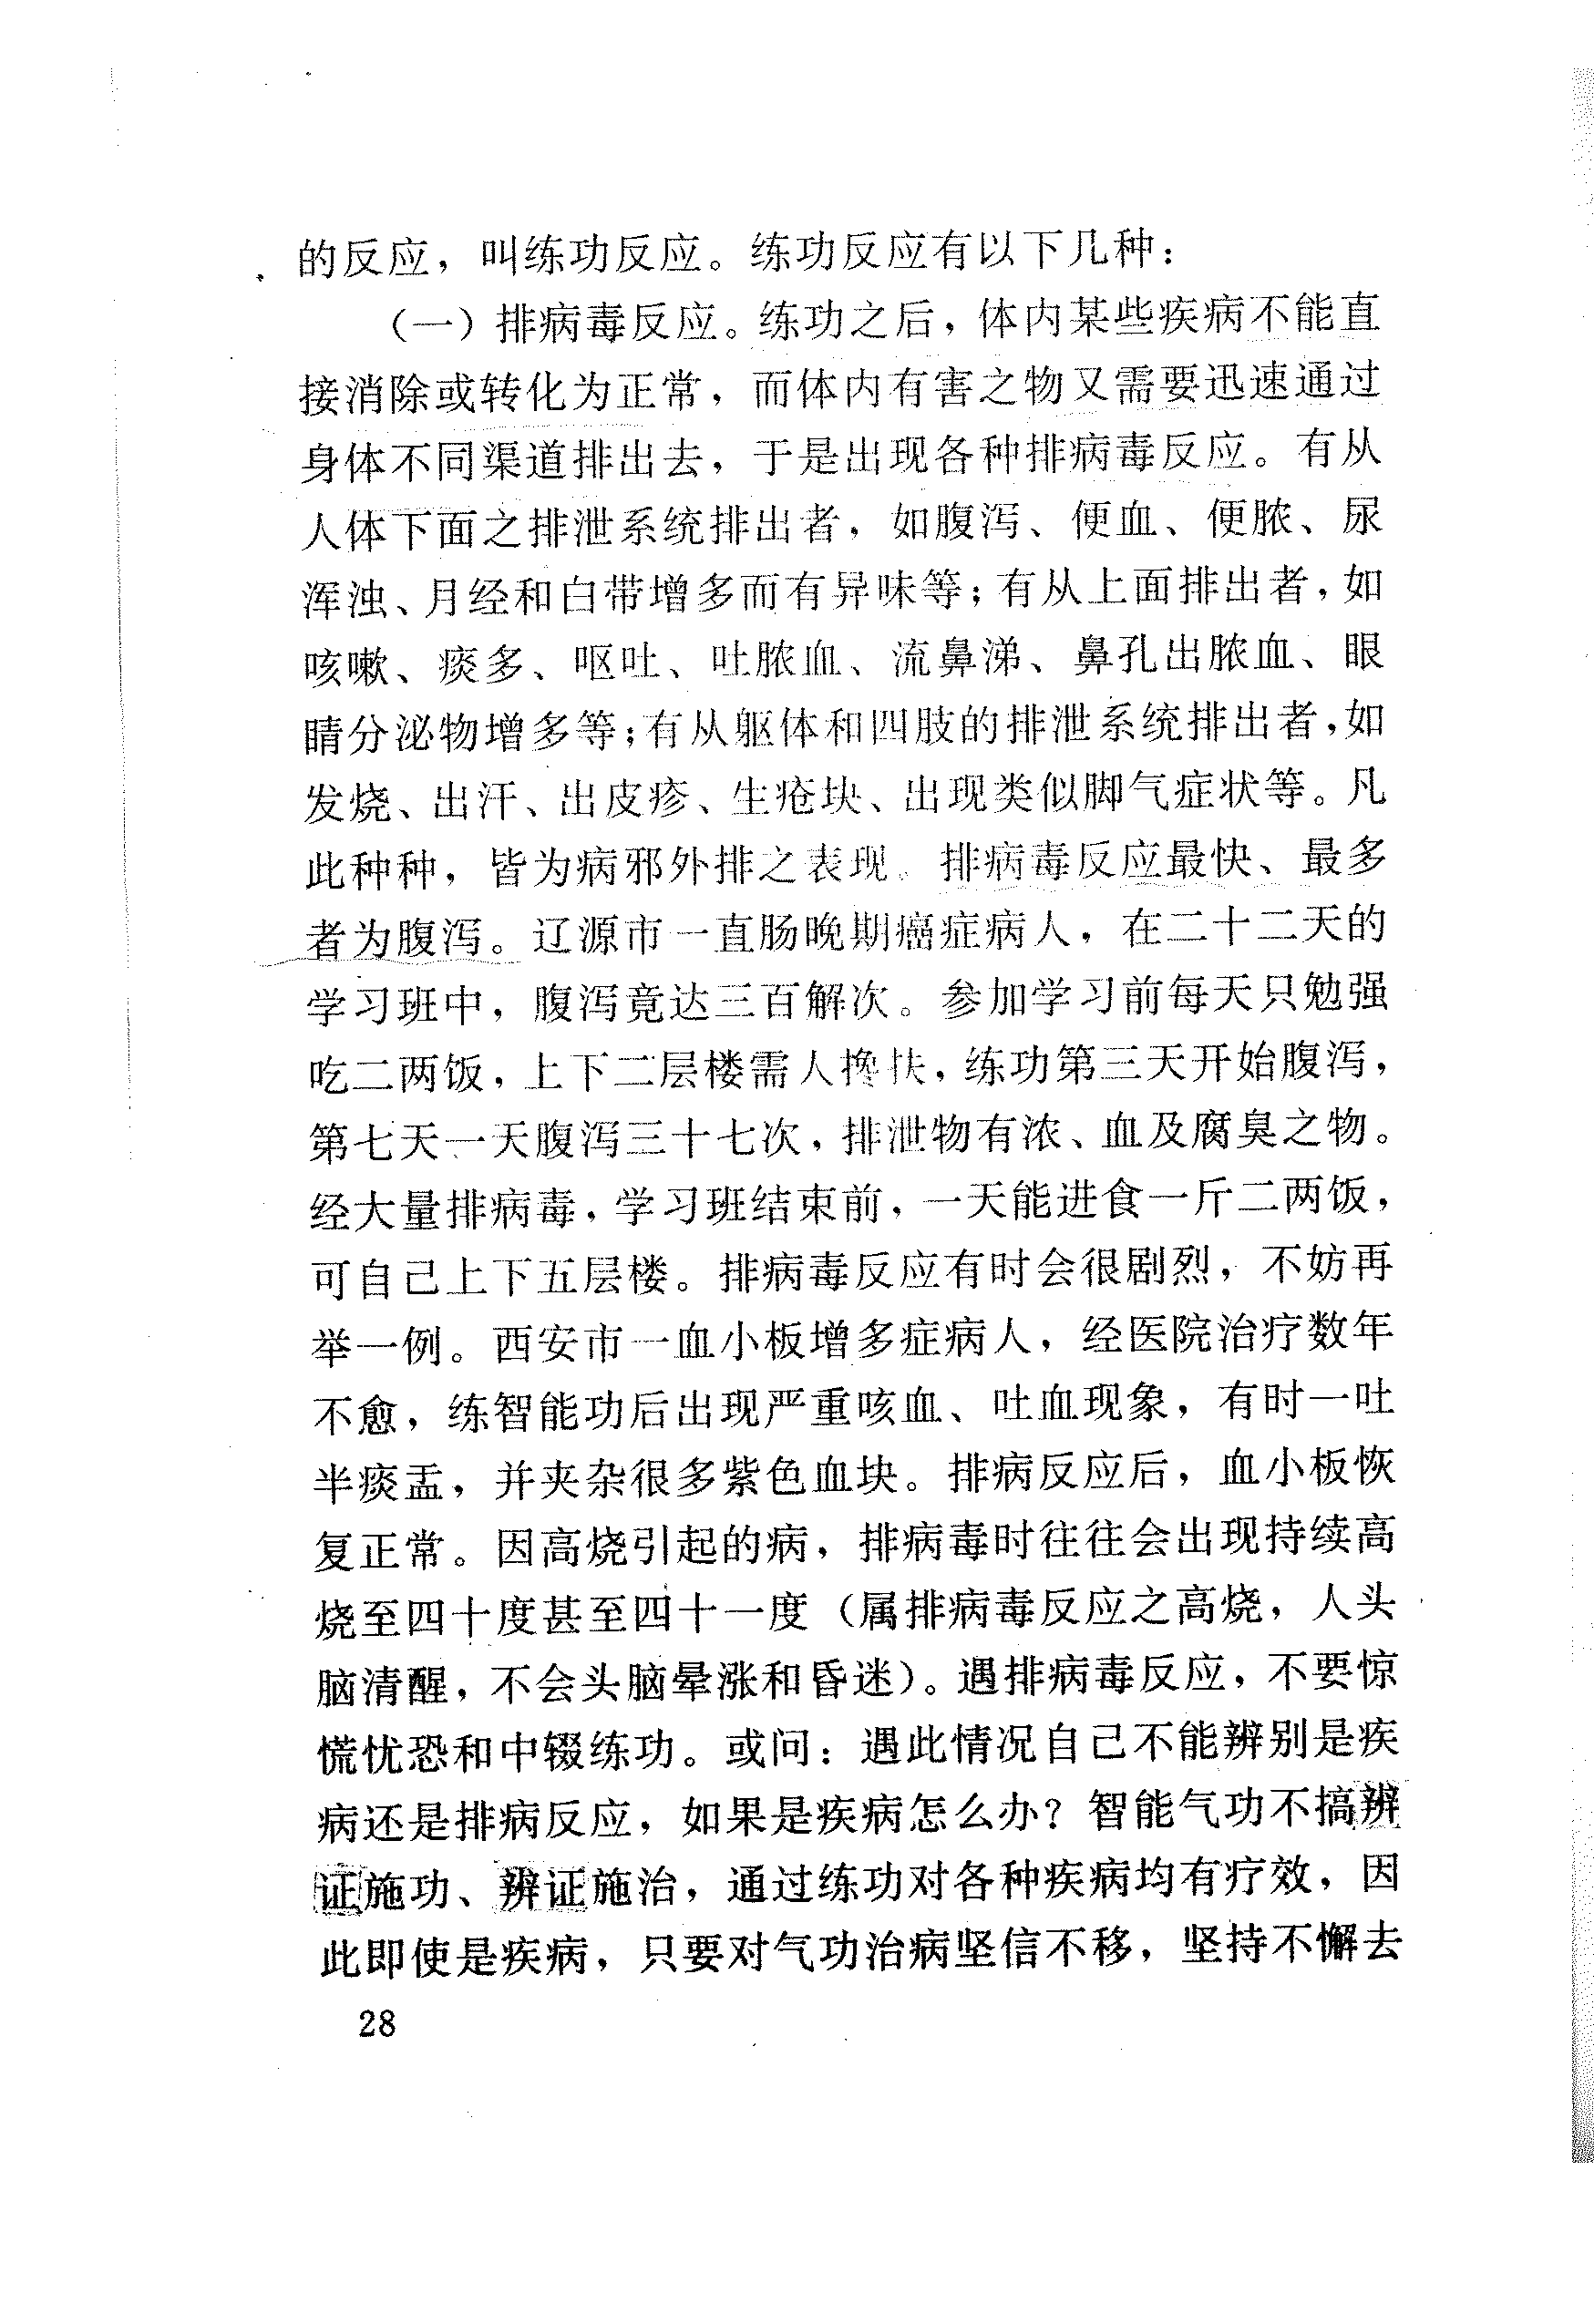 的反应，叫练功反应。练功反应有以下几种：
（一）排病毒反应。练功之后，体内某些疾病不能直
接消除或转化为正常，而体内有害之物又需要迅速通过
身体不同渠道排出去，于是出现各种排病毒反应。有从
人体下面之排泄系统排出者，如腹泻、便血、便脓、尿
浑浊、月经和白带增多而有异味等；有从上面排出者，如
咳嗽、痰多、呕吐、吐脓血、流鼻涕、鼻孔出脓血、眼
睛分泌物增多等；有从躯体和四肢的排泄系统排出者，如
发烧、出汗、出皮疹、生疮块、出现类似脚气症状等。凡
此种种，皆为病邪外排之表现。排病毒反应最快、最多
者为腹泻。辽源市一直肠晚期癌症病人，在二十二天的
学习班中，腹泻竟达三百解次。参加学习前每天只勉强
吃二两饭，上下二层楼需人搀扶，练功第三天开始腹泻，
第七天一天腹泻三十七次，排泄物有浓、血及腐臭之物。
经大量排病毒，学习班结束前，一天能进食一斤二两饭，
可自己上下五层楼。排病毒反应有时会很剧烈，不妨再
举一例。西安市一血小板增多症病人，经医院治疗数年
不愈，练智能功后出现严重咳血、吐血现象，有时一吐
半痰盂，并夹杂很多紫色血块。排病反应后，血小板恢
复正常。因高烧引起的病，排病毒时往往会出现持续高
烧至四十度甚至四十一度（属排病毒反应之高烧，人头
脑清醒，不会头脑晕涨和昏迷）。遇排病毒反应，不要惊
慌忧恐和中辍练功。或问：遇此情况自己不能辨别是疾
病还是排病反应，如果是疾病怎么办？智能气功不搞辨
证施功、辨证施治，通过练功对各种疾病均有疗效，因
此即使是疾病，只要对气功治病坚信不移，坚持不懈去
28